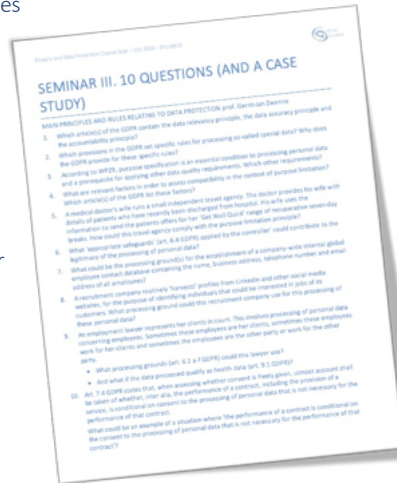 es
r
Privacy and Data Protection Course Sept – Oct 2020 - SYLLABUS
SEMINAR III. 10 QUESTIONS (AND A CASE
STUDY)
MAIN PRINCIPLES AND RULES RELATING TO DATA PROTECTION prof. Gerrit-Jan Zwenne
1. Which article(s) of the GDPR contain the data relevancy principle, the data accuracy principle and
the accountability principle?
2. Which provisions in the GDPR set specific rules for processing so-called special data? Why does
the GDPR provide for these specific rules?
3. According to WP29, purpose specification is an essential condition to processing personal data
and a prerequisite for applying other data quality requirements. Which other requirements?
4. What are relevant factors in order to assess compatibility in the context of purpose limitation?
Which article(s) of the GDPR list these factors?
5. A medical doctor's wife runs a small independent travel agency. The doctor provides his wife with
details of patients who have recently been discharged from hospital. His wife uses the
information to send the patients offers for her 'Get Well Quick' range of recuperative seven-day
breaks. How could this travel agency comply with the purpose limitation principle?
6. What 'appropriate safeguards' (art. 6.4 GDPR) applied by the controller' could contribute to the
legitimacy of the processing of personal data?
7. What could be the processing ground(s) for the establishment of a company-wide internal global
employee contact database containing the name, business address, telephone number and email
address of all employees?
8. A recruitment company routinely 'harvests' profiles from LinkedIn and other social media
websites, for the purpose of identifying individuals that could be interested in jobs of its
customers. What processing ground could this recruitment company use for this processing of
these personal data?
9. An employment lawyer represents her clients in court. This involves processing of personal data
concerning employees. Sometimes these employees are her clients, sometimes these employees
work for her clients and sometimes the employees are the other party or work for the other
party.
• What processing grounds (art. 6.1 a-f GDPR) could this lawyer use?
• And what if the data processed qualify as health data (art. 9.1 GDPR)?
10. Art. 7.4 GDPR states that, when assessing whether consent is freely given, utmost account shall
be taken of whether, inter alia, the performance of a contract, including the provision of a
service, is conditional on consent to the processing of personal data that is not necessary for the
performance of that contract.
What could be an example of a situation where 'the performance of a contract is conditional on
the consent to the processing of personal data that is not necessary for the performance of that
contract'?